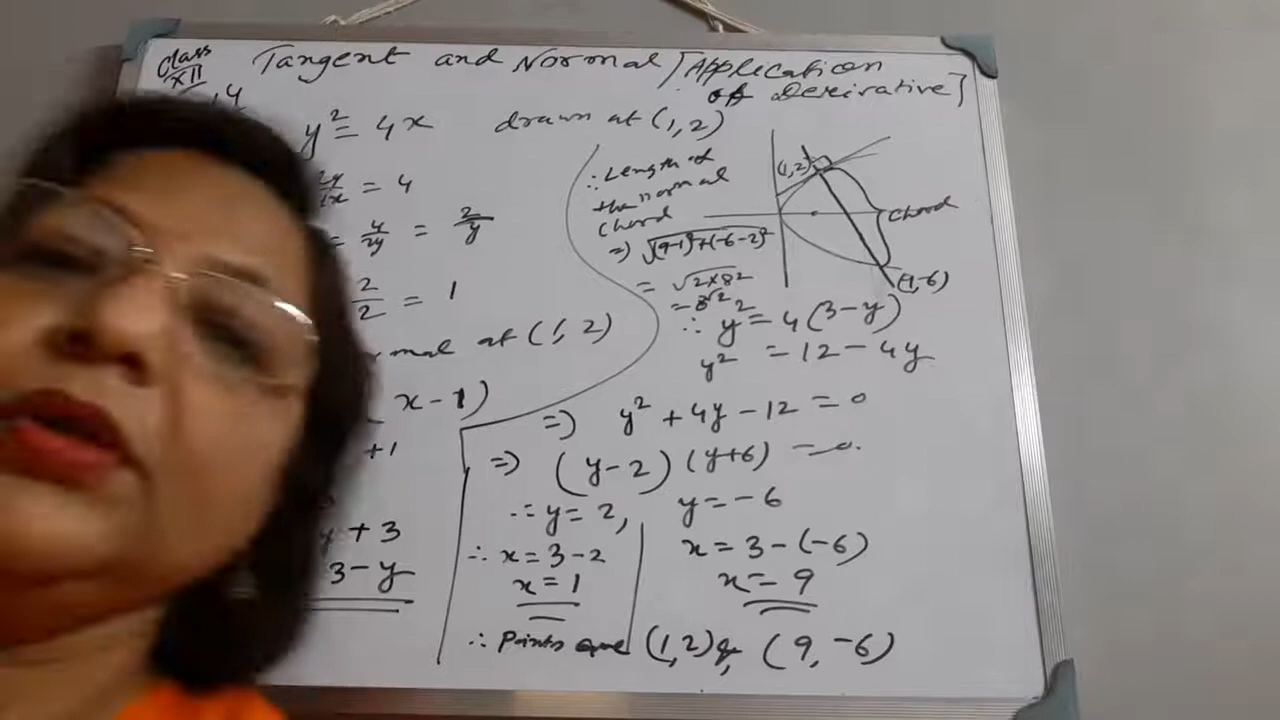 Class
XII
Tangent and Normal [Application
of Derivative]
4
y² = 4x drawn at (1, 2)
= 4
= 4/2y = 2/y
2/2 = 1
mal at (1, 2)
x - 1)
+1
+ 3
3 - y
∴ Length of
the normal
chord
=> √(9-1)²+(-6-2)²
= √2×8²
= 8√2
(1,2)
chord
(9,-6)
∴ y² = 4(3-y)
y² = 12 - 4y
=> y² + 4y - 12 = 0
=> (y-2) (y+6) = 0.
∴ y = 2, y = -6
∴ x = 3-2 x = 3-(-6)
x = 1 x = 9
∴ Points are (1,2) & (9,-6)